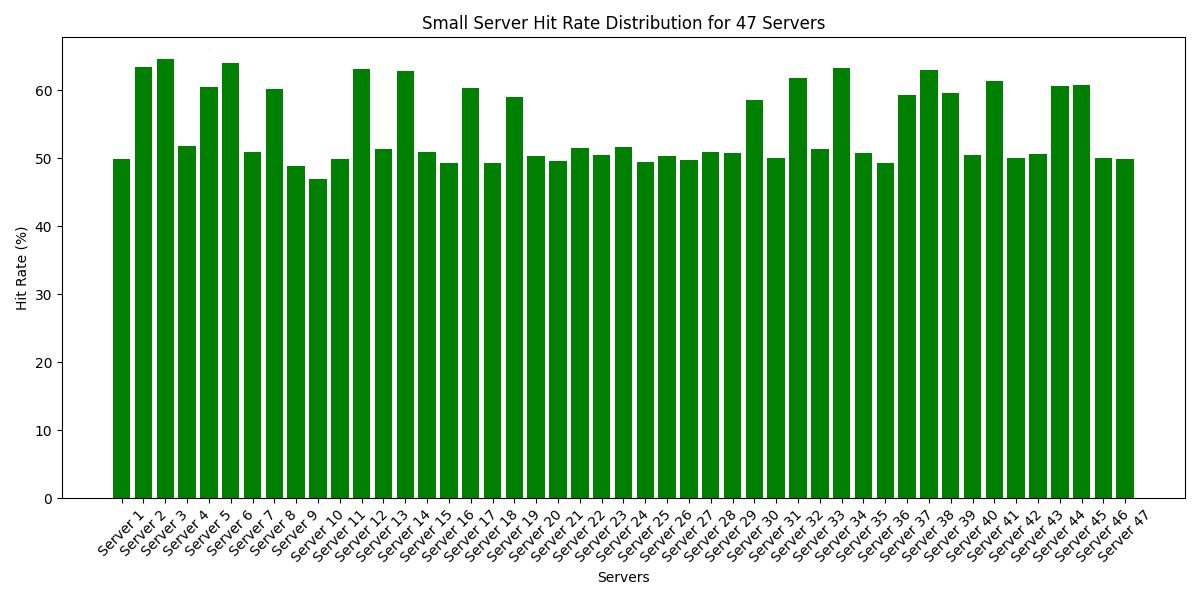 Small Server Hit Rate Distribution for 47 Servers
Hit Rate (%)
60
50
40
30
20
10
0
Server 1
Server 2
Server 3
Server 4
Server 5
Server 6
Server 7
Server 8
Server 9
Server 10
Server 11
Server 12
Server 13
Server 14
Server 15
Server 16
Server 17
Server 18
Server 19
Server 20
Server 21
Server 22
Server 23
Server 24
Server 25
Server 26
Server 27
Server 28
Server 29
Server 30
Server 31
Server 32
Server 33
Server 34
Server 35
Server 36
Server 37
Server 38
Server 39
Server 40
Server 41
Server 42
Server 43
Server 44
Server 45
Server 46
Server 47
Servers